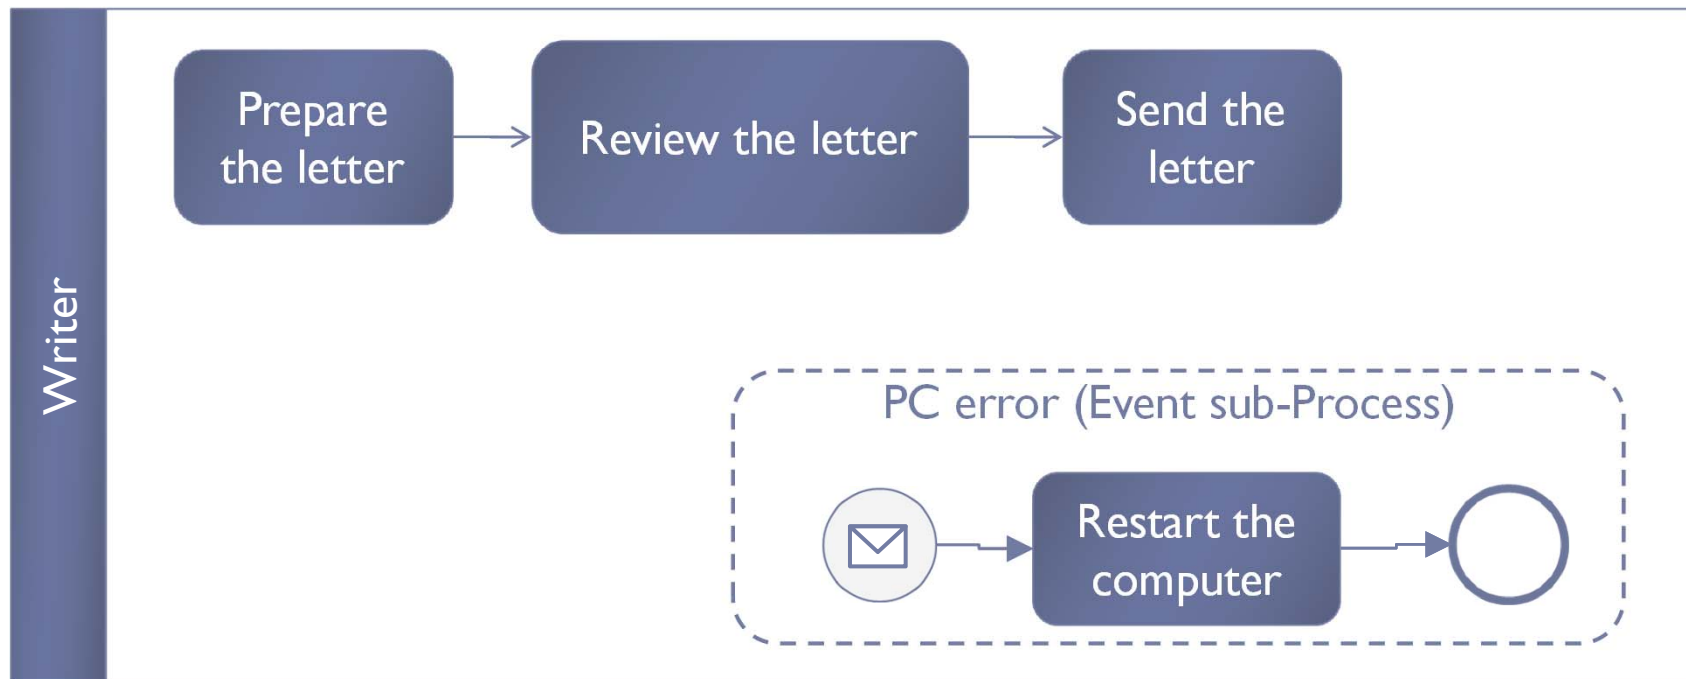 Writer
Prepare
the letter
Review the letter
Send the
letter
PC error (Event sub-Process)
Restart the
computer